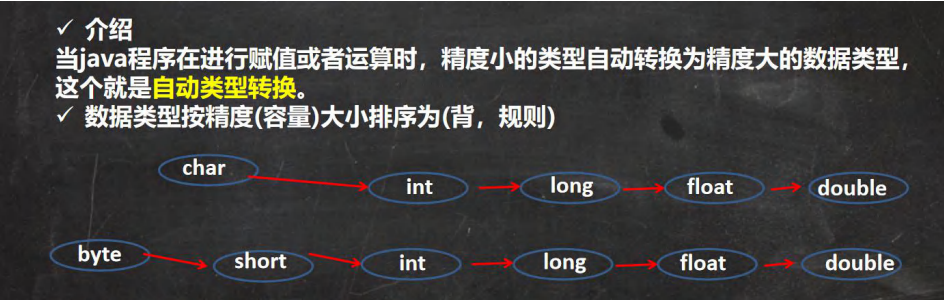 ✓ 介绍
当java程序在进行赋值或者运算时，精度小的类型自动转换为精度大的数据类型，
这个就是自动类型转换。
✓ 数据类型按精度(容量)大小排序为(背，规则)
char int long float double
byte short int long float double